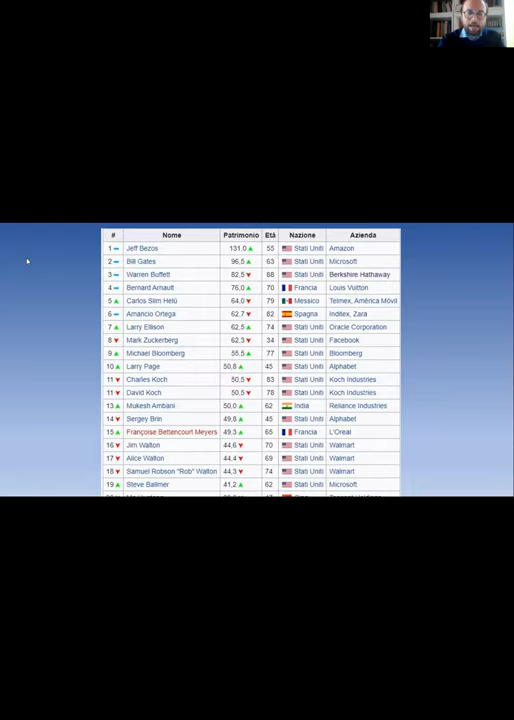 # Nome Patrimonio Età Nazione Azienda
1 Jeff Bezos 131,0 55 Stati Uniti Amazon
2 Bill Gates 96,5 63 Stati Uniti Microsoft
3 Warren Buffett 82,5 88 Stati Uniti Berkshire Hathaway
4 Bernard Arnault 76,0 70 Francia Louis Vuitton
5 Carlos Slim Helú 64,0 79 Messico Telmex, América Móvil
6 Amancio Ortega 62,7 82 Spagna Inditex, Zara
7 Larry Ellison 62,5 74 Stati Uniti Oracle Corporation
8 Mark Zuckerberg 62,3 34 Stati Uniti Facebook
9 Michael Bloomberg 55,5 77 Stati Uniti Bloomberg
10 Larry Page 50,8 45 Stati Uniti Alphabet
11 Charles Koch 50,5 83 Stati Uniti Koch Industries
11 David Koch 50,5 78 Stati Uniti Koch Industries
13 Mukesh Ambani 50,0 62 India Reliance Industries
14 Sergey Brin 49,8 45 Stati Uniti Alphabet
15 Françoise Bettencourt Meyers 49,3 65 Francia L'Oreal
16 Jim Walton 44,6 70 Stati Uniti Walmart
17 Alice Walton 44,4 69 Stati Uniti Walmart
18 Samuel Robson "Rob" Walton 44,3 74 Stati Uniti Walmart
19 Steve Ballmer 41,2 62 Stati Uniti Microsoft